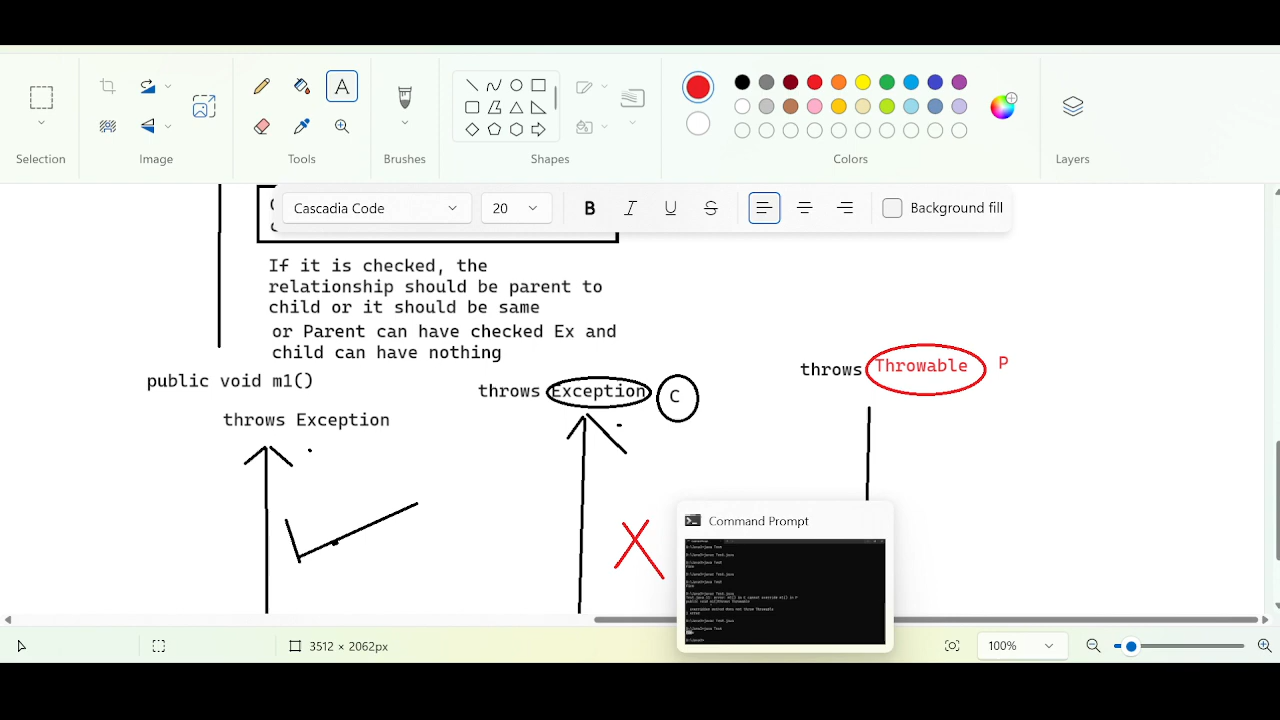 Selection
Image
Tools
Brushes
Shapes
Colors
Layers
Cascadia Code
20
B
I
U
S
Background fill
If it is checked, the
relationship should be parent to
child or it should be same
or Parent can have checked Ex and
child can have nothing
public void m1()
throws Exception
throws Exception
C
throws Throwable
P
Command Prompt
3512 × 2062px
100%